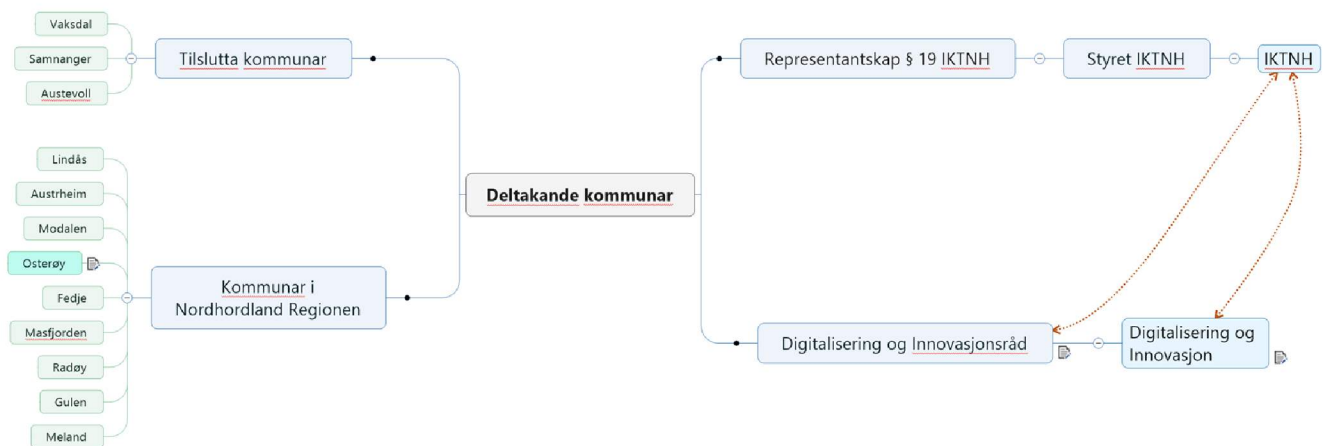 Vaksdal
Samnanger
Austevoll
Tilslutta kommunar
Lindås
Austrheim
Modalen
Osterøy
Fedje
Masfjorden
Radøy
Gulen
Meland
Kommunar i
Nordhordland Regionen
Deltakande kommunar
Representantskap § 19 IKTNH
Styret IKTNH
IKTNH
Digitalisering og Innovasjonsråd
Digitalisering og
Innovasjon